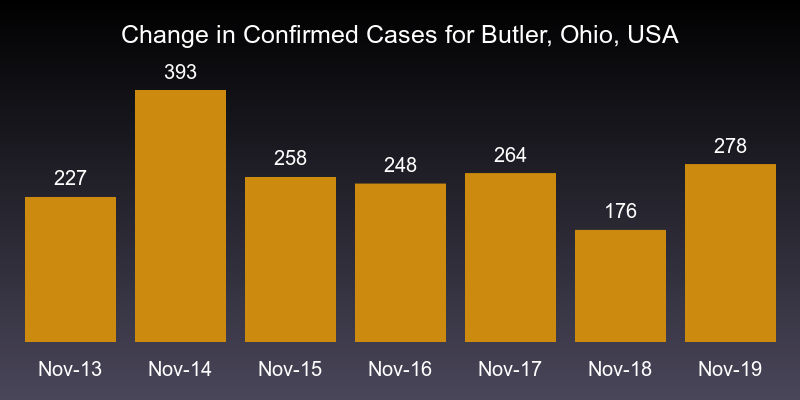 Change in Confirmed Cases for Butler, Ohio, USA
227
393
258
248
264
176
278
Nov-13
Nov-14
Nov-15
Nov-16
Nov-17
Nov-18
Nov-19